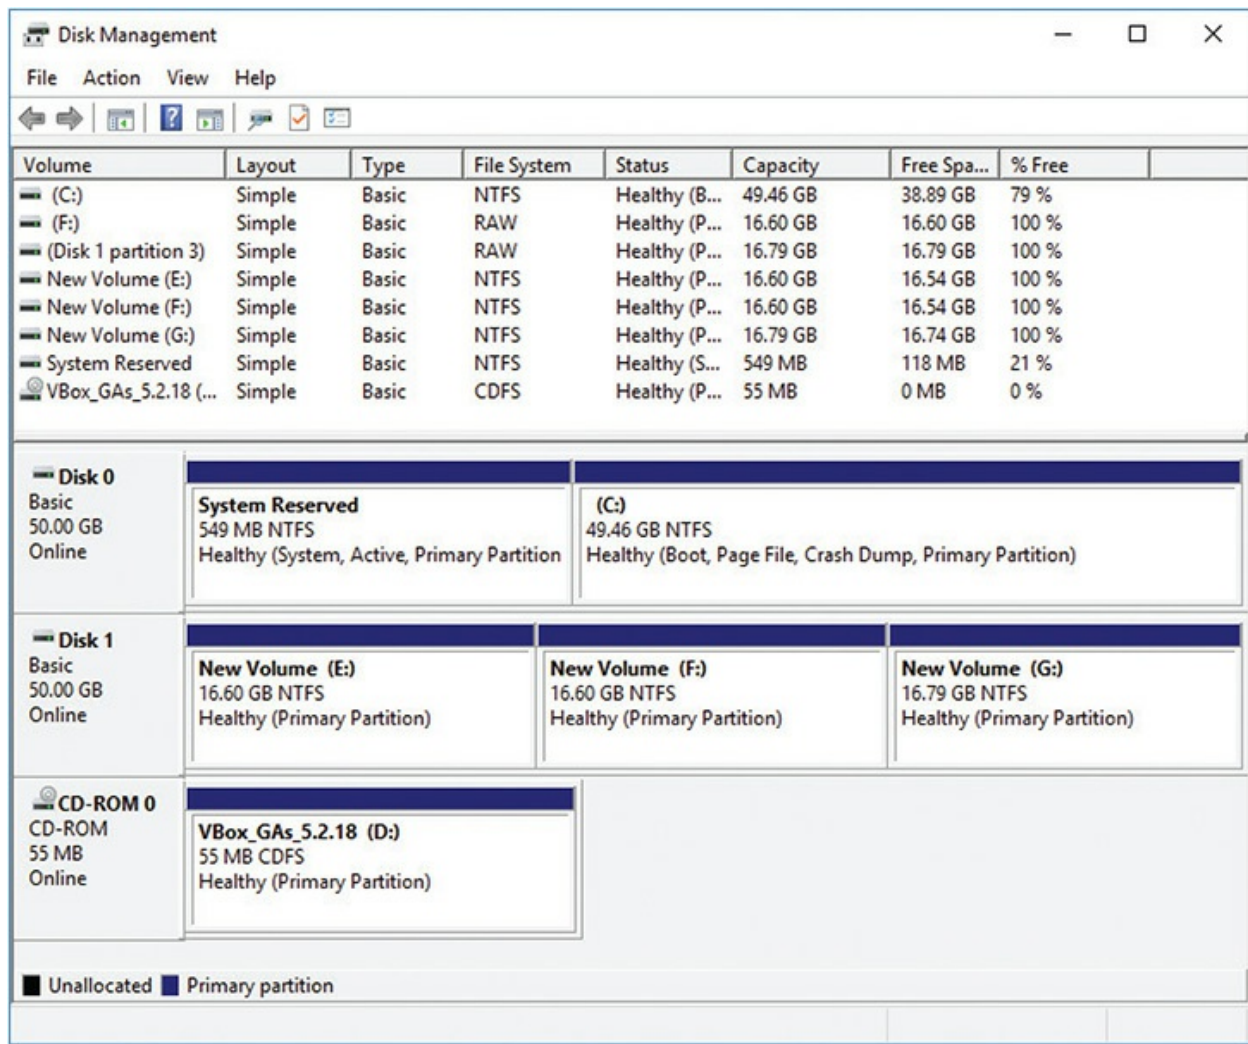 Disk Management
File Action View Help
Volume Layout Type File System Status Capacity Free Spa... % Free
(C:) Simple Basic NTFS Healthy (B... 49.46 GB 38.89 GB 79 %
(F:) Simple Basic RAW Healthy (P... 16.60 GB 16.60 GB 100 %
(Disk 1 partition 3) Simple Basic RAW Healthy (P... 16.79 GB 16.79 GB 100 %
New Volume (E:) Simple Basic NTFS Healthy (P... 16.60 GB 16.54 GB 100 %
New Volume (F:) Simple Basic NTFS Healthy (P... 16.60 GB 16.54 GB 100 %
New Volume (G:) Simple Basic NTFS Healthy (P... 16.79 GB 16.74 GB 100 %
System Reserved Simple Basic NTFS Healthy (S... 549 MB 118 MB 21 %
VBox_GAs_5.2.18 (... Simple Basic CDFS Healthy (P... 55 MB 0 MB 0 %
Disk 0
Basic
50.00 GB
Online
System Reserved
549 MB NTFS
Healthy (System, Active, Primary Partition
(C:)
49.46 GB NTFS
Healthy (Boot, Page File, Crash Dump, Primary Partition)
Disk 1
Basic
50.00 GB
Online
New Volume (E:)
16.60 GB NTFS
Healthy (Primary Partition)
New Volume (F:)
16.60 GB NTFS
Healthy (Primary Partition)
New Volume (G:)
16.79 GB NTFS
Healthy (Primary Partition)
CD-ROM 0
CD-ROM
55 MB
Online
VBox_GAs_5.2.18 (D:)
55 MB CDFS
Healthy (Primary Partition)
Unallocated Primary partition